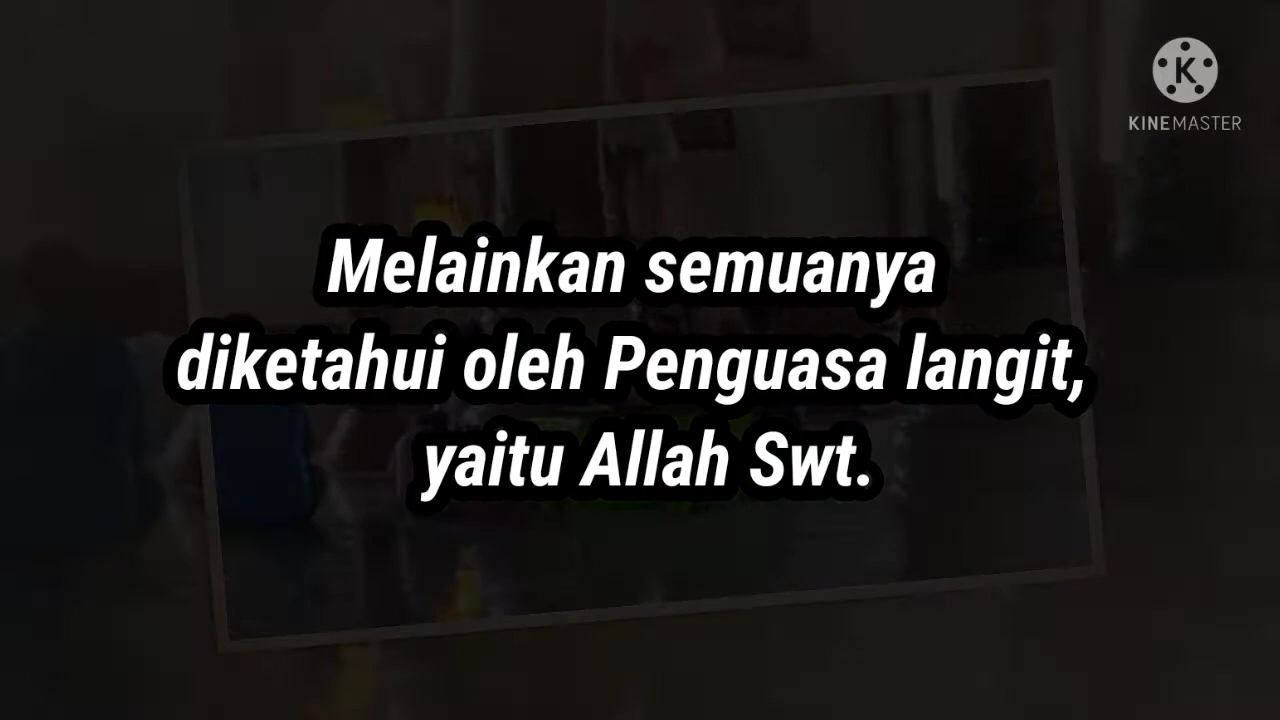 KINEMASTER
Melainkan semuanya
diketahui oleh Penguasa langit,
yaitu Allah Swt.